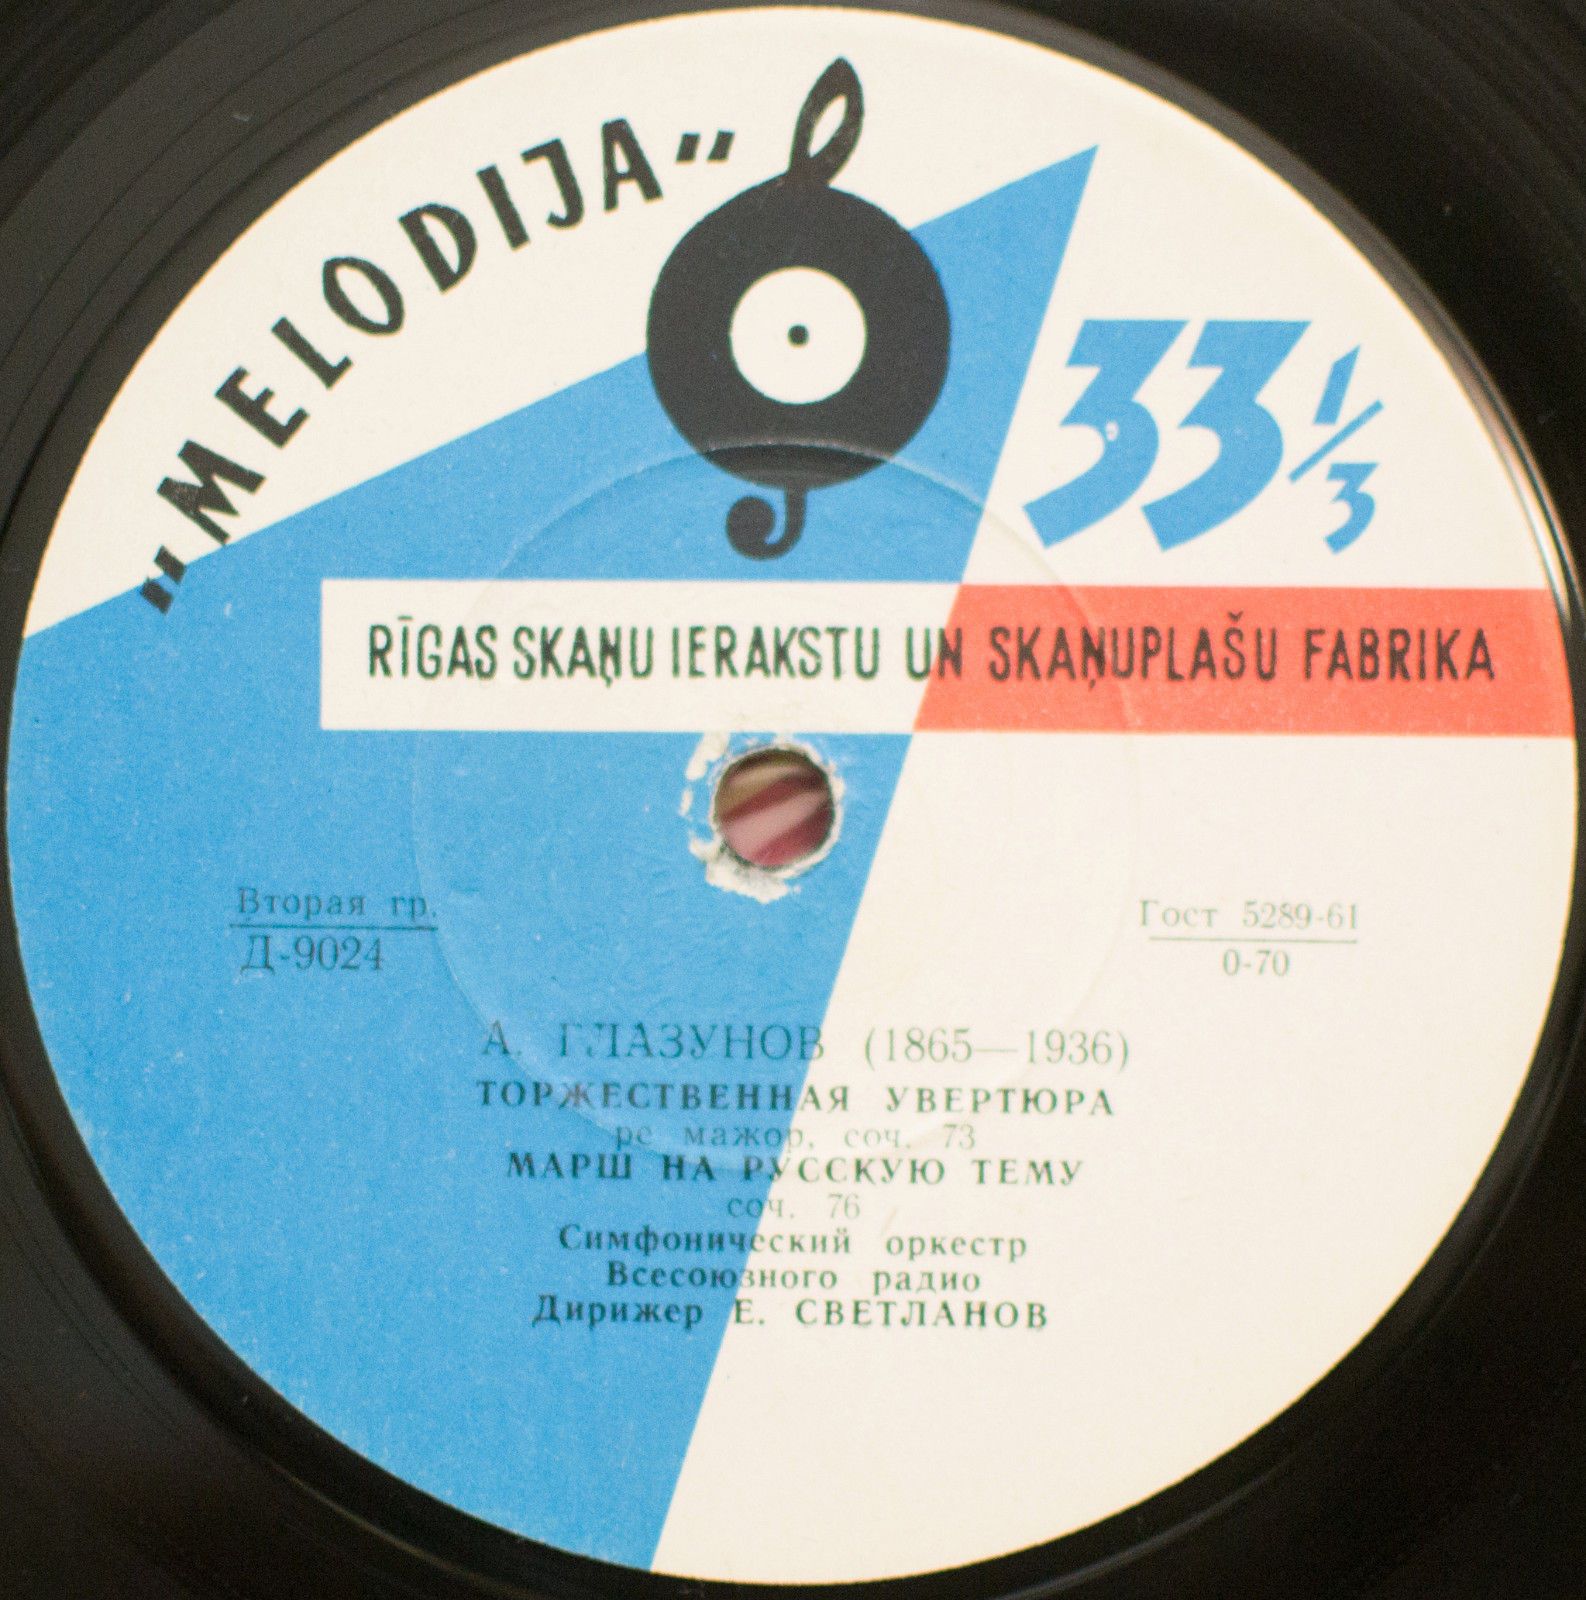 "MELODIJA"
33 1/3
RĪGAS SKAŅU IERAKSTU UN SKAŅUPLAŠU FABRIKA
Вторая гр.
Д-9024
Гост 5289-61
0-70
А. ГЛАЗУНОВ (1865—1936)
ТОРЖЕСТВЕННАЯ УВЕРТЮРА
ре мажор, соч. 73
МАРШ НА РУССКУЮ ТЕМУ
соч. 76
Симфонический оркестр
Всесоюзного радио
Дирижер Е. СВЕТЛАНОВ